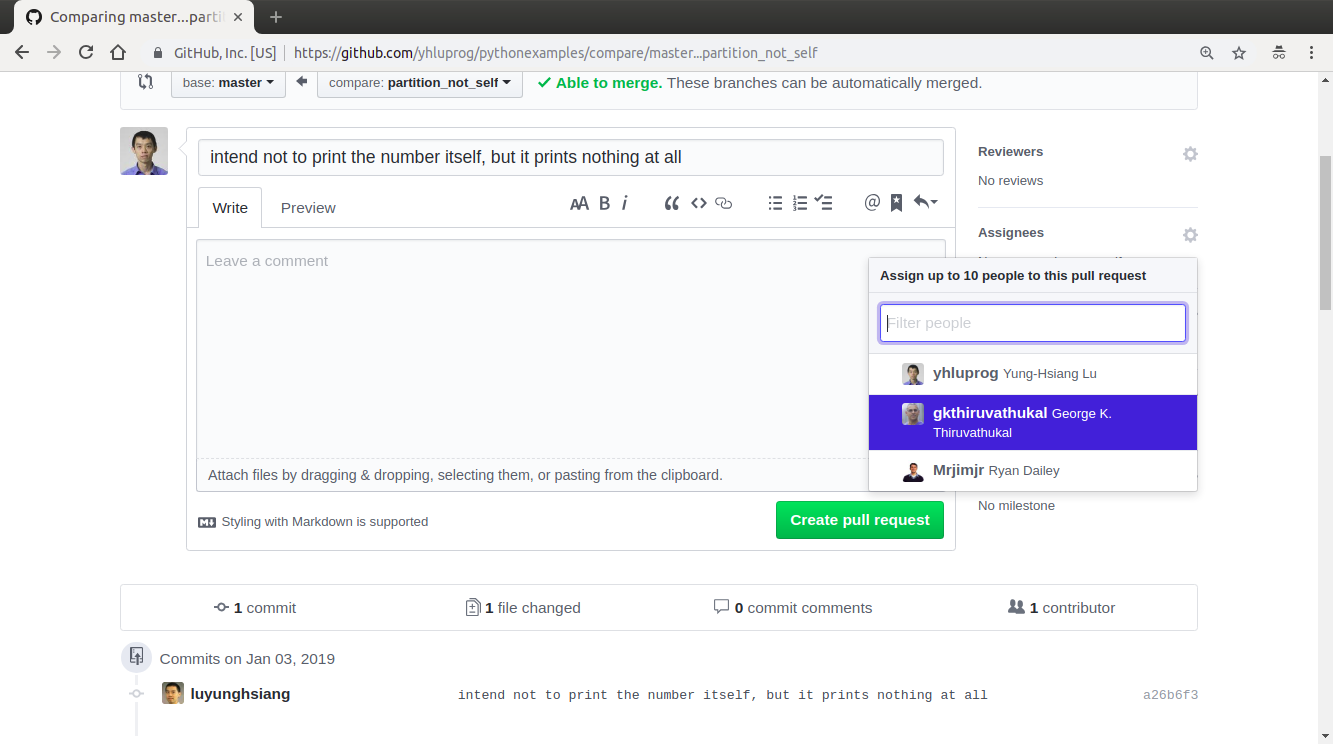 Comparing master...parti
GitHub, Inc. [US] https://github.com/yhluprog/pythonexamples/compare/master...partition_not_self
base: master compare: partition_not_self Able to merge. These branches can be automatically merged.
intend not to print the number itself, but it prints nothing at all
Write Preview
Leave a comment
Attach files by dragging & dropping, selecting them, or pasting from the clipboard.
Styling with Markdown is supported
Create pull request
Reviewers
No reviews
Assignees
Assign up to 10 people to this pull request
Filter people
yhluprog Yung-Hsiang Lu
gkthiruvathukal George K.
Thiruvathukal
Mrjimjr Ryan Dailey
No milestone
1 commit 1 file changed 0 commit comments 1 contributor
Commits on Jan 03, 2019
luyunghsiang intend not to print the number itself, but it prints nothing at all a26b6f3